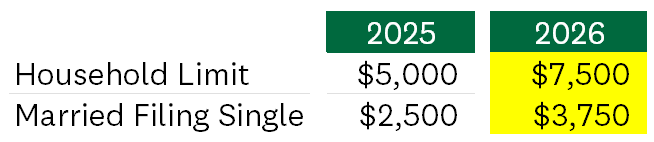 2025 2026
Household Limit $5,000 $7,500
Married Filing Single $2,500 $3,750